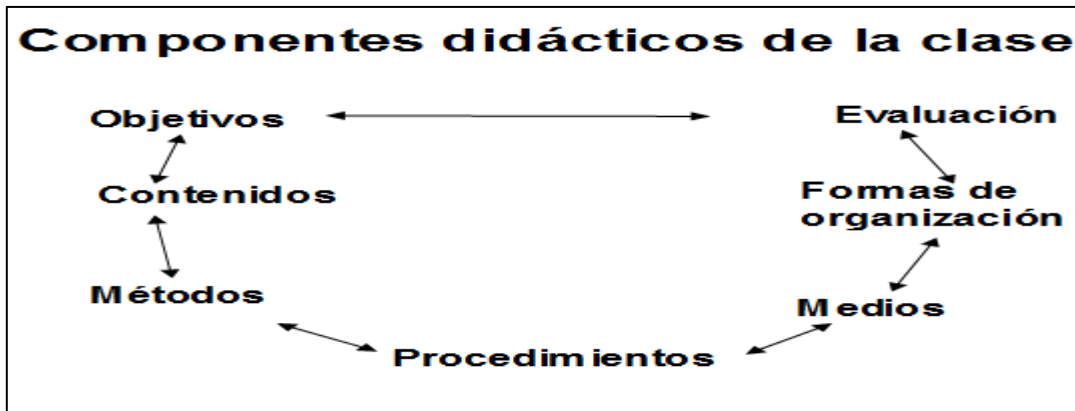 Componentes didácticos de la clase
Objetivos
Evaluación
Contenidos
Formas de
organización
Métodos
Medios
Procedimientos